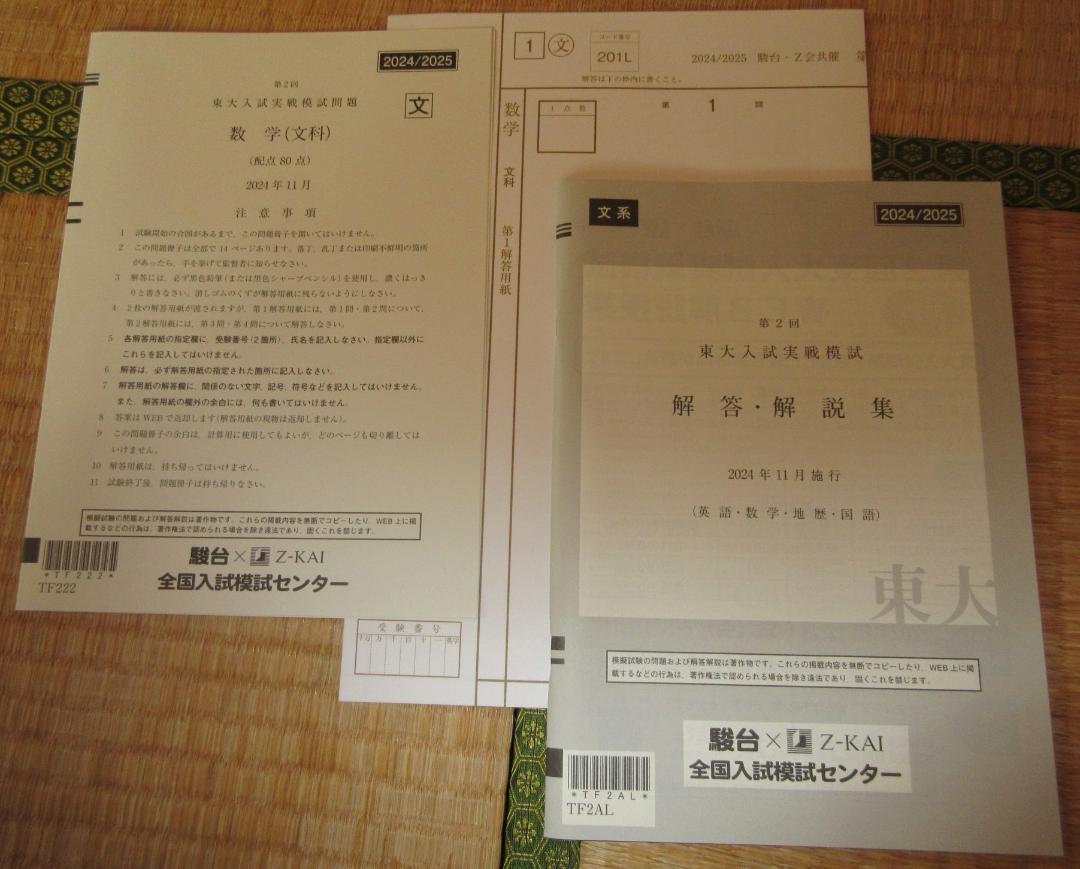 2024/2025
第2回
東大入試実戦模試問題
文
数 学(文科)
(配点 80 点)
2024 年 11 月
注 意 事 項
1 試験開始の合図があるまで、この問題冊子を開いてはいけません。
2 この問題冊子は全部で 14 ページあります。落丁、乱丁または印刷不鮮明の箇所
があったら、手を挙げて監督者に知らせなさい。
3 解答には、必ず黒色鉛筆(または黒色シャープペンシル)を使用し、濃くはっき
りと書きなさい。消しゴムのくずが解答用紙に残らないようにしなさい。
4 2枚の解答用紙が渡されますが、第1解答用紙には、第1問・第2問について、
第2解答用紙には、第3問・第4問について解答しなさい。
5 各解答用紙の指定欄に、受験番号(2箇所)、氏名を記入しなさい。指定欄以外に
これらを記入してはいけません。
6 解答は、必ず解答用紙の指定された箇所に記入しなさい。
7 解答用紙の解答欄に、関係のない文字、記号、符号などを記入してはいけません。
また、解答用紙の欄外の余白には、何も書いてはいけません。
8 答案は WEB で返却します(解答用紙の現物は返却しません)。
9 この問題冊子の余白は、計算用に使用してもよいが、どのページも切り離しては
いけません。
10 解答用紙は、持ち帰ってはいけません。
11 試験終了後、問題冊子は持ち帰りなさい。
模擬試験の問題および解答解説は著作物です。これらの掲載内容を無断でコピーしたり、WEB 上に掲
載するなどの行為は、著作権法で認められる場合を除き違法であり、固くこれを禁じます。
駿台×Z-KAI
全国入試模試センター
*TF222*
TF222
1 文
コード番号
201L
2024/2025 駿台・Z会共催 第
解答は下の枠内に書くこと。
数学 文科 第1解答用紙
1 点 数
第 1 問
受 験 番 号
十万 万 千 百 十 一 英字
文系
2024/2025
第 2 回
東大入試実戦模試
解 答・解 説 集
2024 年 11 月 施 行
(英 語・数 学・地 歴・国 語)
東大
模擬試験の問題および解答解説は著作物です。これらの掲載内容を無断でコピーしたり、WEB 上に掲
載するなどの行為は、著作権法で認められる場合を除き違法であり、固くこれを禁じます。
駿台×Z-KAI
全国入試模試センター
*TF2AL*
TF2AL